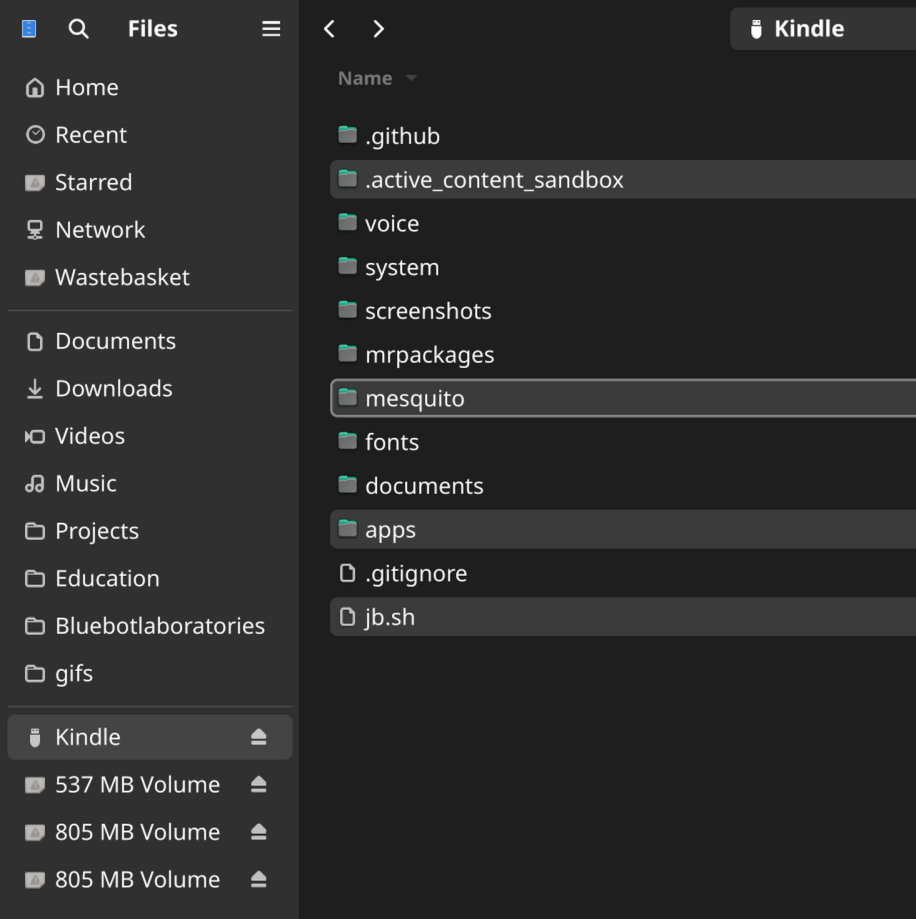 Files
Home
Recent
Starred
Network
Wastebasket
Documents
Downloads
Videos
Music
Projects
Education
Bluebotlaboratories
gifs
Kindle
537 MB Volume
805 MB Volume
805 MB Volume
Kindle
Name
.github
.active_content_sandbox
voice
system
screenshots
mrpackages
mesquito
fonts
documents
apps
.gitignore
jb.sh